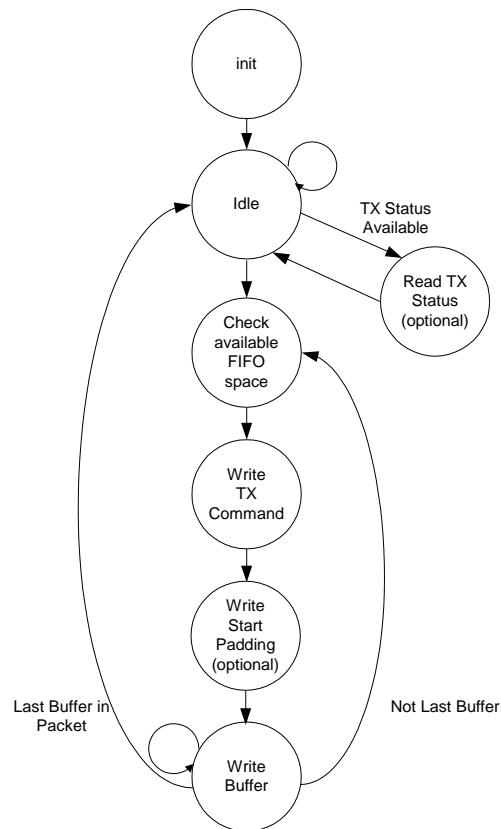 init
Idle
TX Status
Available
Read TX
Status
(optional)
Check
available
FIFO
space
Write
TX
Command
Write
Start
Padding
(optional)
Last Buffer in
Packet
Not Last Buffer
Write
Buffer